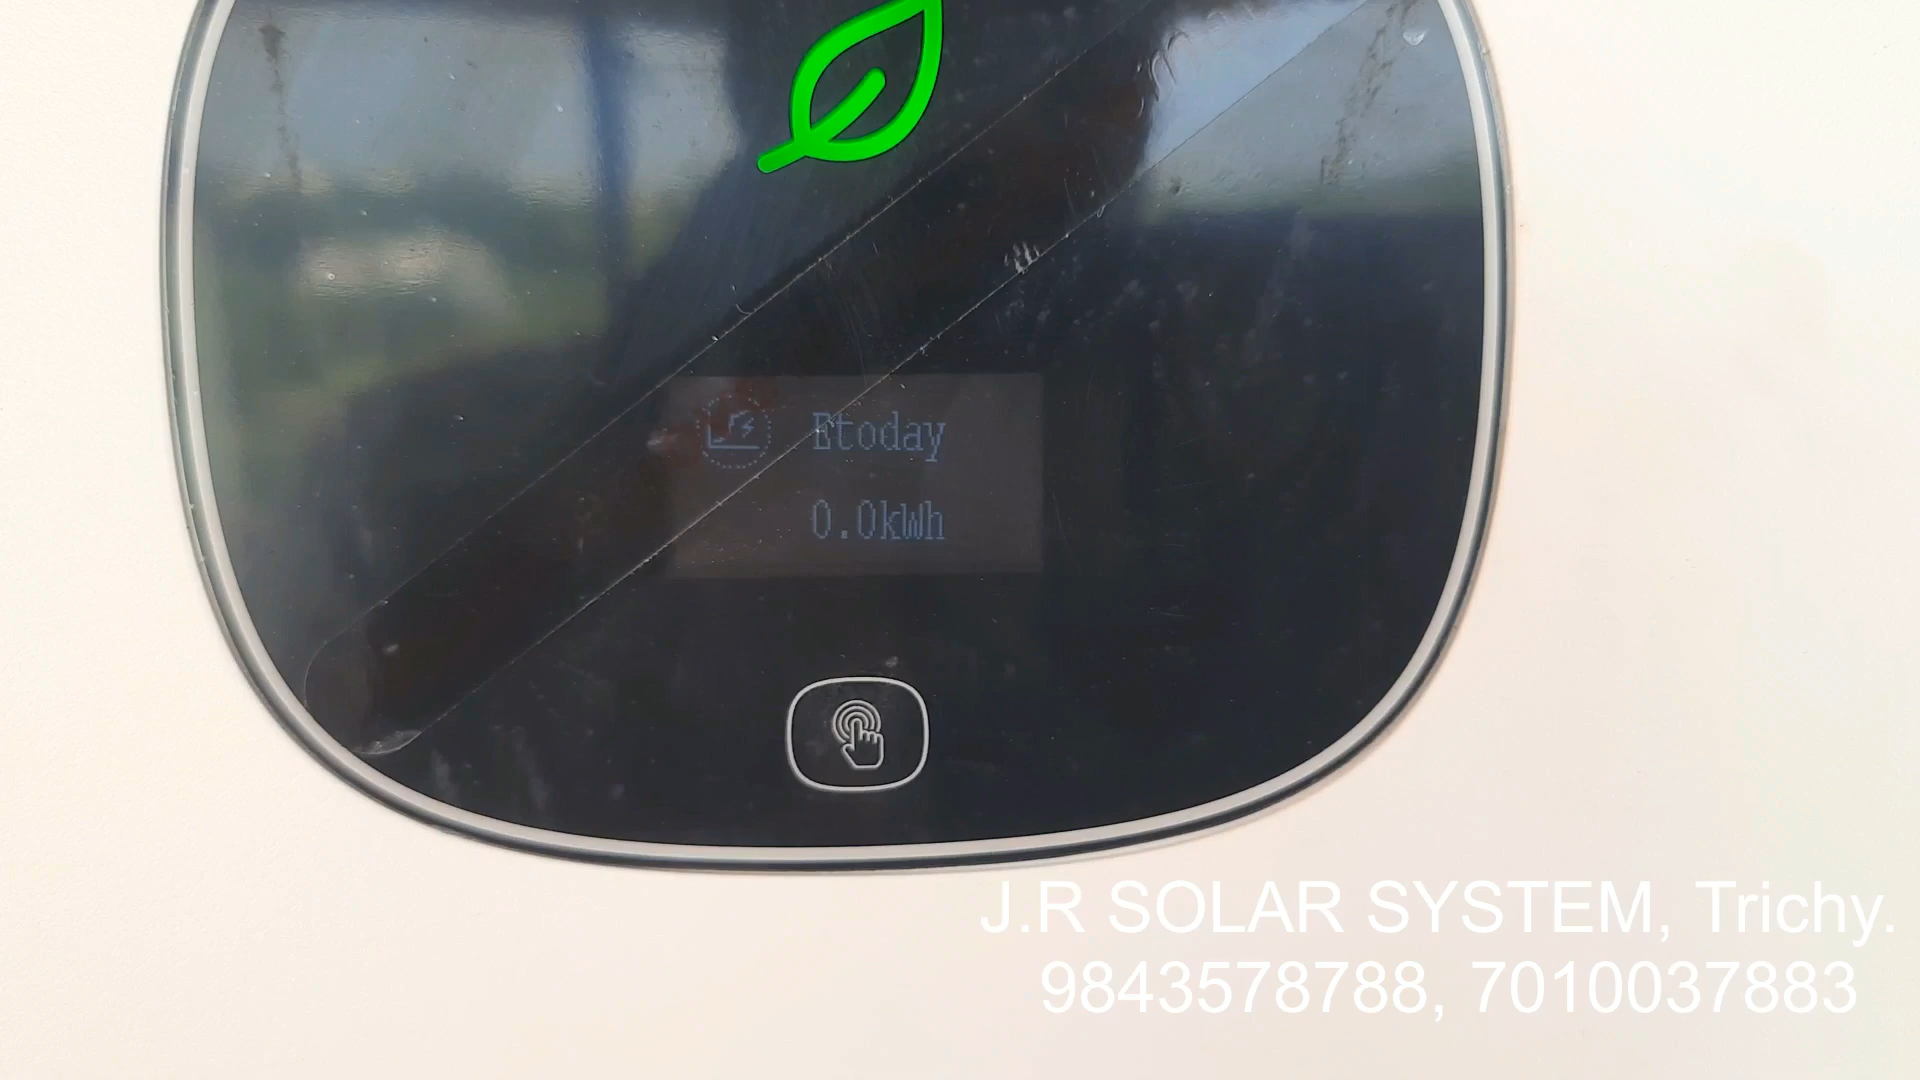 Etoday
0.0kWh
J.R SOLAR SYSTEM, Trichy.
9843578788, 7010037883